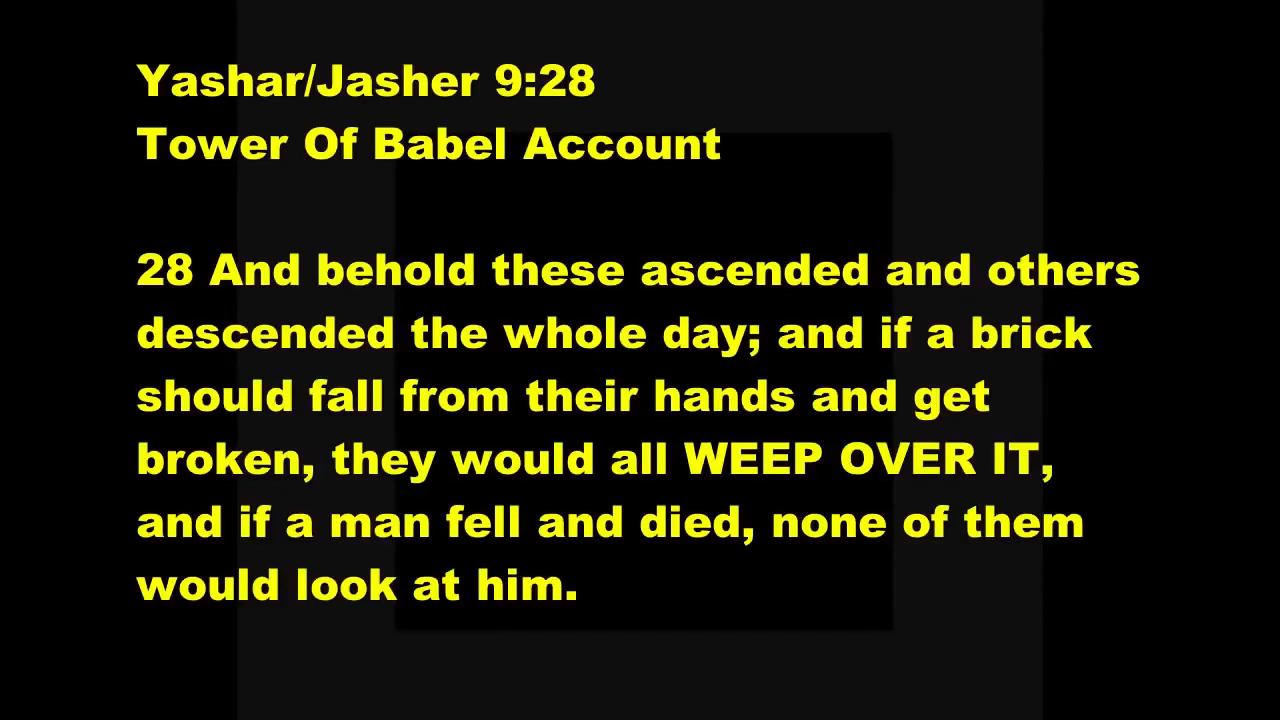 Yashar/Jasher 9:28
Tower Of Babel Account
28 And behold these ascended and others
descended the whole day; and if a brick
should fall from their hands and get
broken, they would all WEEP OVER IT,
and if a man fell and died, none of them
would look at him.